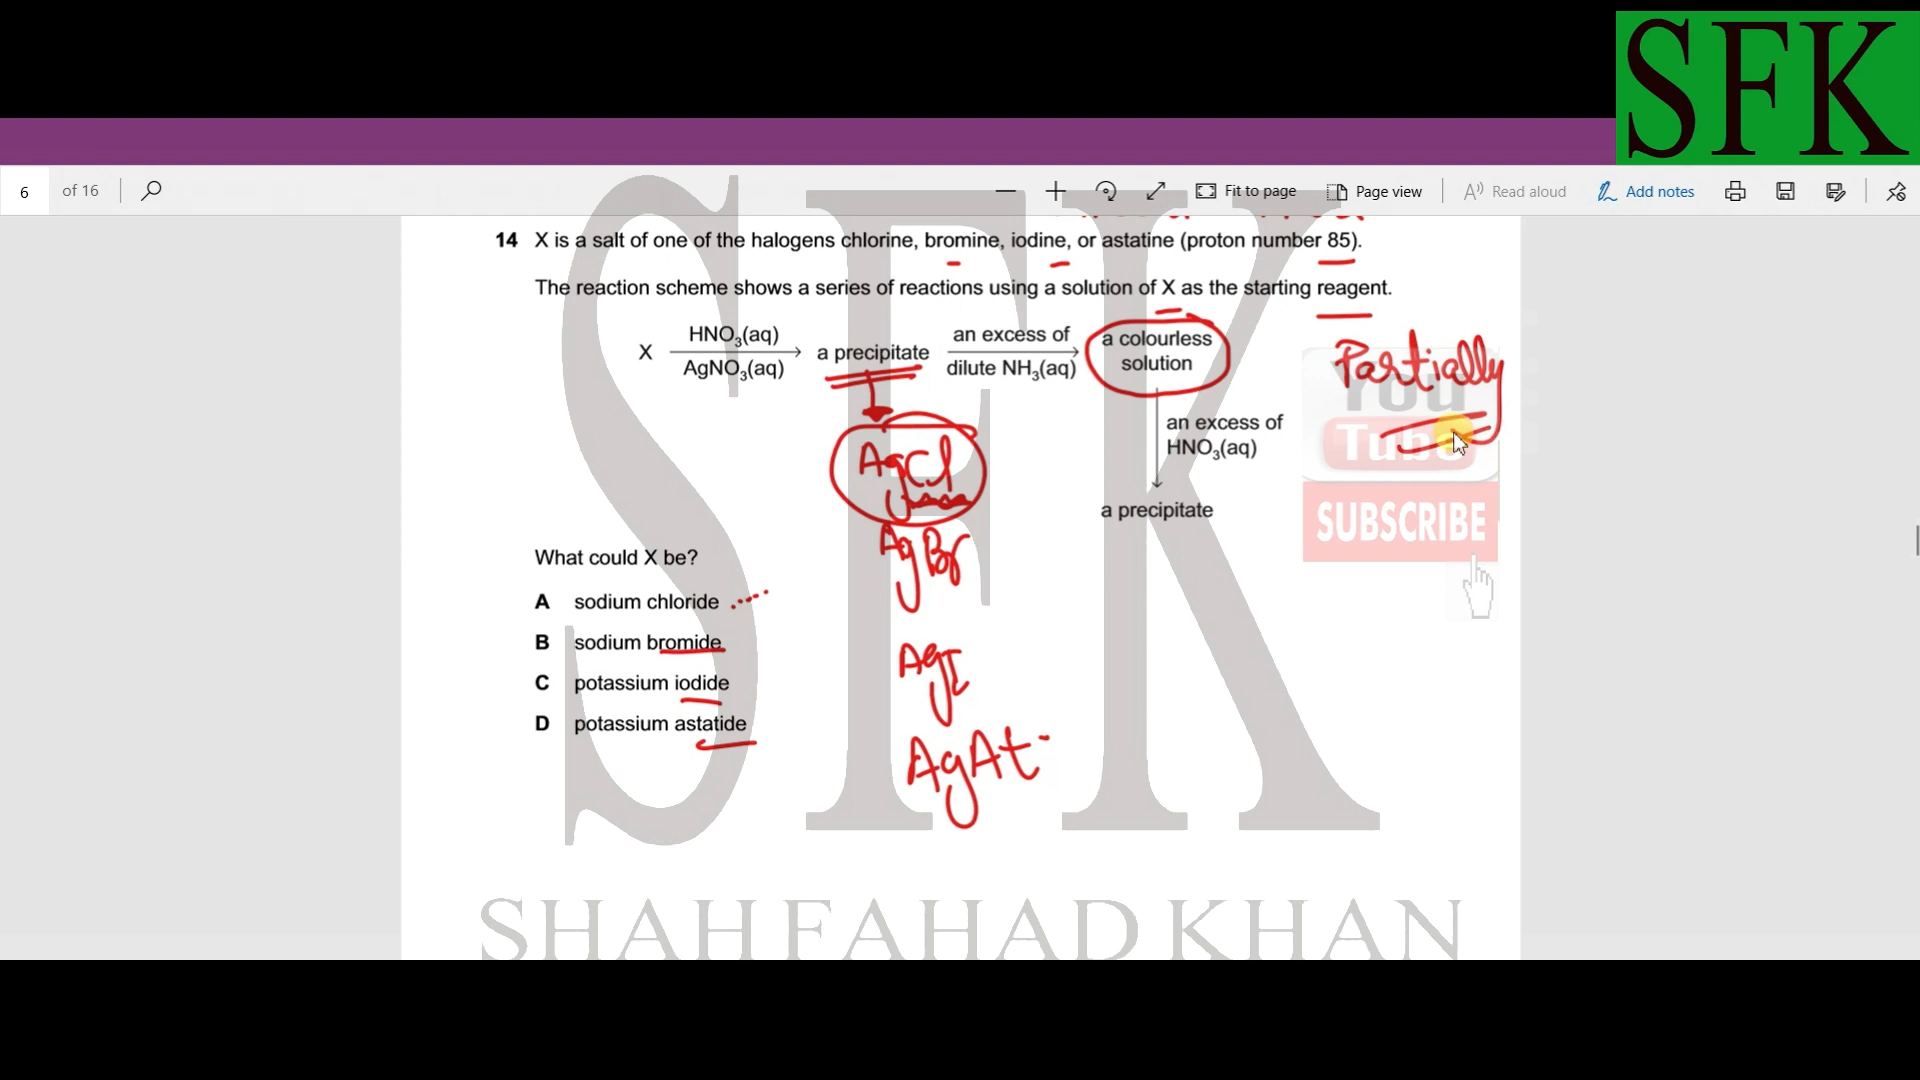 SFK
6 of 16
Fit to page Page view Read aloud Add notes
14 X is a salt of one of the halogens chlorine, bromine, iodine, or astatine (proton number 85).
The reaction scheme shows a series of reactions using a solution of X as the starting reagent.
X HNO3(aq) AgNO3(aq) a precipitate an excess of dilute NH3(aq) a colourless solution
Partially
an excess of
HNO3(aq)
a precipitate
AgCl
AgBr
AgI
AgAt
You
Tube
SUBSCRIBE
What could X be?
A sodium chloride
B sodium bromide
C potassium iodide
D potassium astatide
SFK
SHAH FAHAD KHAN